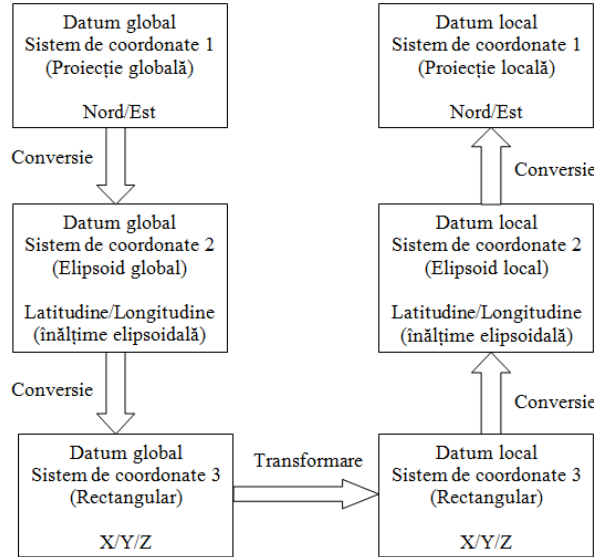 Datum global
Sistem de coordonate 1
(Proiecție globală)
Nord/Est
Conversie
Datum global
Sistem de coordonate 2
(Elipsoid global)
Latitudine/Longitudine
(înălțime elipsoidală)
Conversie
Datum global
Sistem de coordonate 3
(Rectangular)
X/Y/Z
Transformare
Datum local
Sistem de coordonate 3
(Rectangular)
X/Y/Z
Conversie
Datum local
Sistem de coordonate 2
(Elipsoid local)
Latitudine/Longitudine
(înălțime elipsoidală)
Conversie
Datum local
Sistem de coordonate 1
(Proiecție locală)
Nord/Est